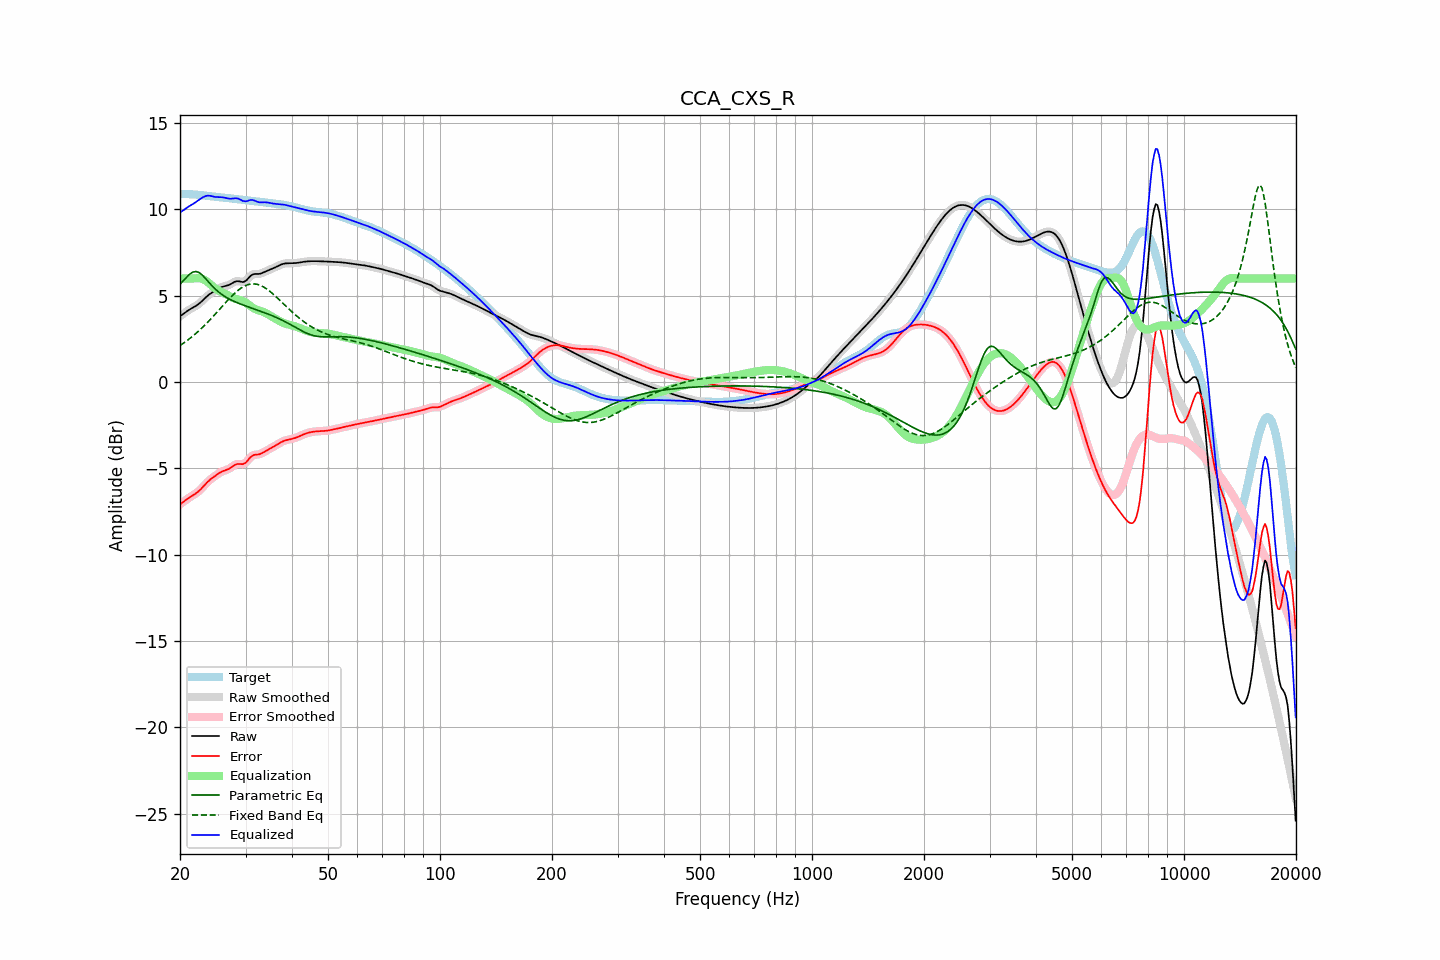 CCA_CXS_R
Amplitude (dBr)
15
10
5
0
−5
−10
−15
−20
−25
Target
Raw Smoothed
Error Smoothed
Raw
Error
Equalization
Parametric Eq
Fixed Band Eq
Equalized
20
50
100
200
500
1000
2000
5000
10000
20000
Frequency (Hz)